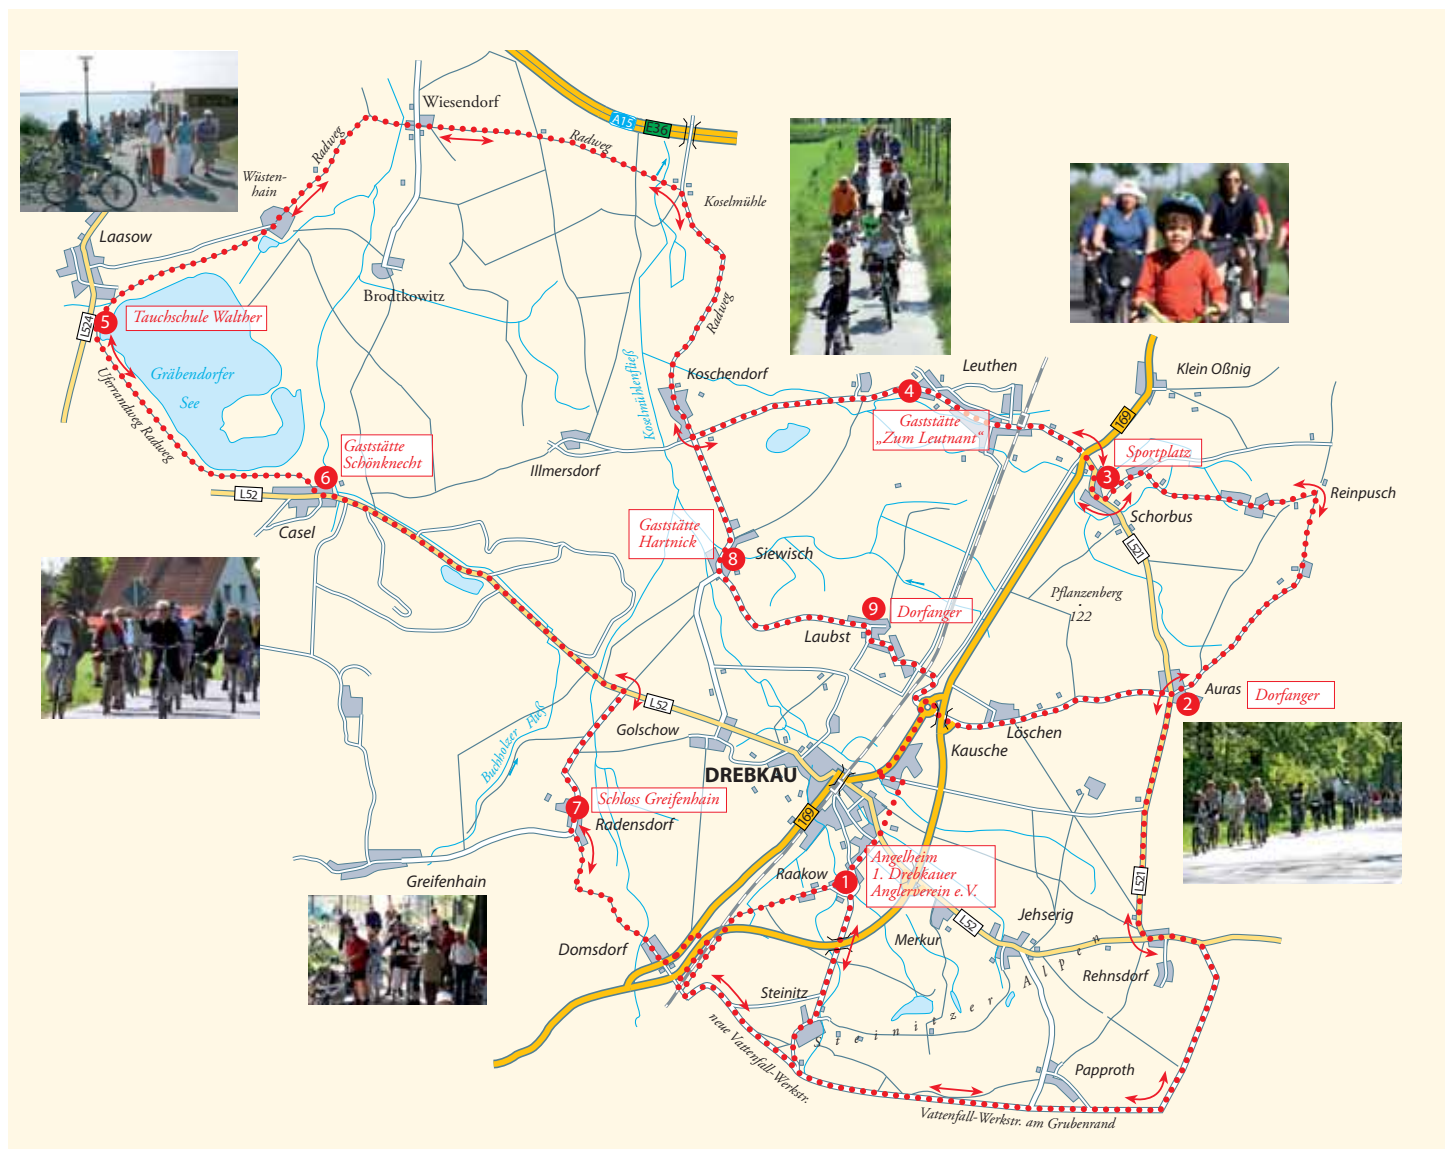 Wiesendorf
A15
E36
Radweg
Radweg
Wüsten-
hain
Koselmühle
Laasow
Brodtkowitz
L524
5
Tauchschule Walther
Radweg
Gräbendorfer
See
Uferrandweg Radweg
Koselmühlenfließ
Koschendorf
4
Leuthen
Klein Oßnig
169
Gaststätte
„Zum Leutnant“
Gaststätte
Schönknecht
6
Illmersdorf
Sportplatz
3
L52
Casel
Reinpusch
Schorbus
L521
Gaststätte
Hartnick
8
Siewisch
Pflanzenberg
122
9
Dorfanger
Laubst
Auras
Dorfanger
2
L52
Golschow
Buchholzer Fließ
Löschen
Kausche
DREBKAU
7
Schloss Greifenhain
Radensdorf
169
Greifenhain
Raakow
1
Angelheim
1. Drebkauer
Anglerverein e.V.
L521
Domsdorf
Merkur
L52
Jehserig
Rehnsdorf
Steinitz
Steinitzer Alpen
neue Vattenfall-Werkstr.
Papproth
Vattenfall-Werkstr. am Grubenrand